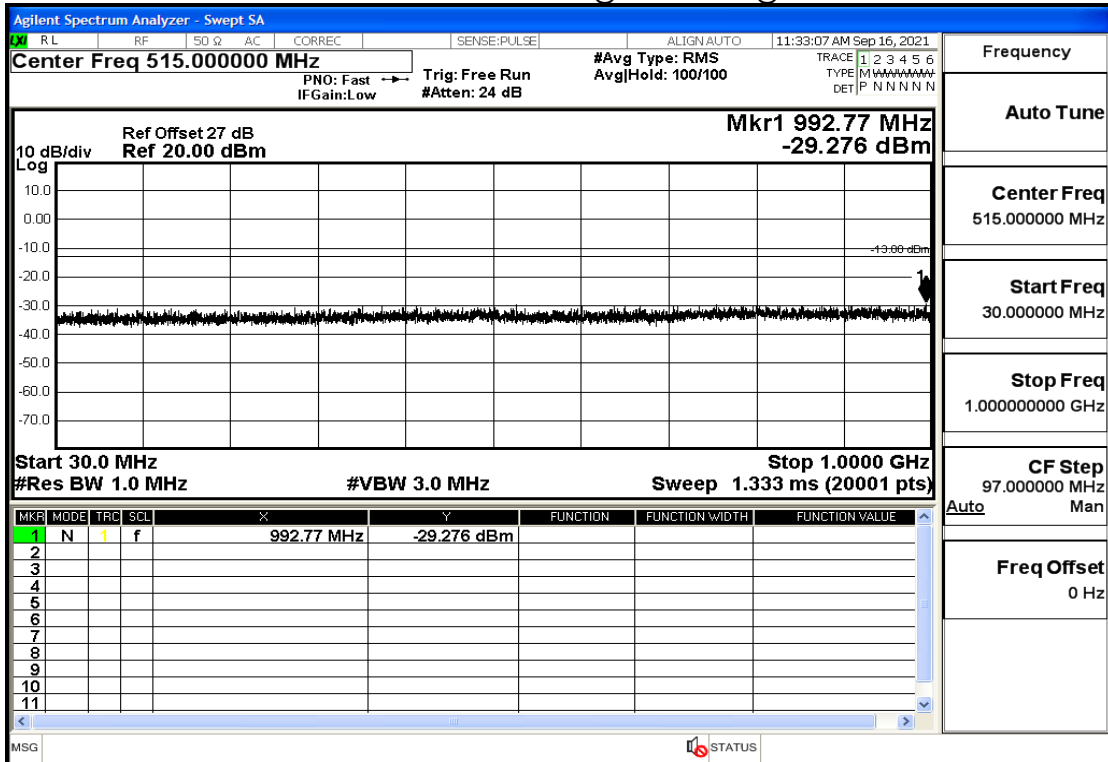 Agilent Spectrum Analyzer - Swept SA
LXI RL RF 50 Ω AC CORREC SENSE:PULSE ALIGN AUTO 11:33:07 AM Sep 16, 2021
Center Freq 515.000000 MHz
PNO: Fast
IFGain:Low
Trig: Free Run
#Atten: 24 dB
#Avg Type: RMS
Avg|Hold: 100/100
TRACE 1 2 3 4 5 6
TYPE M WWWWW
DET P N N N N N
Ref Offset 27 dB
10 dB/div Ref 20.00 dBm
Log
Mkr1 992.77 MHz
-29.276 dBm
10.0
0.00
-10.0
-13.00 dBm
-20.0
1
-30.0
-40.0
-50.0
-60.0
-70.0
Start 30.0 MHz Stop 1.0000 GHz
#Res BW 1.0 MHz #VBW 3.0 MHz Sweep 1.333 ms (20001 pts)
MKR MODE TRC SCL X Y FUNCTION FUNCTION WIDTH FUNCTION VALUE
1 N 1 f 992.77 MHz -29.276 dBm
2
3
4
5
6
7
8
9
10
11
MSG STATUS
Frequency
Auto Tune
Center Freq
515.000000 MHz
Start Freq
30.000000 MHz
Stop Freq
1.000000000 GHz
CF Step
97.000000 MHz
Auto Man
Freq Offset
0 Hz